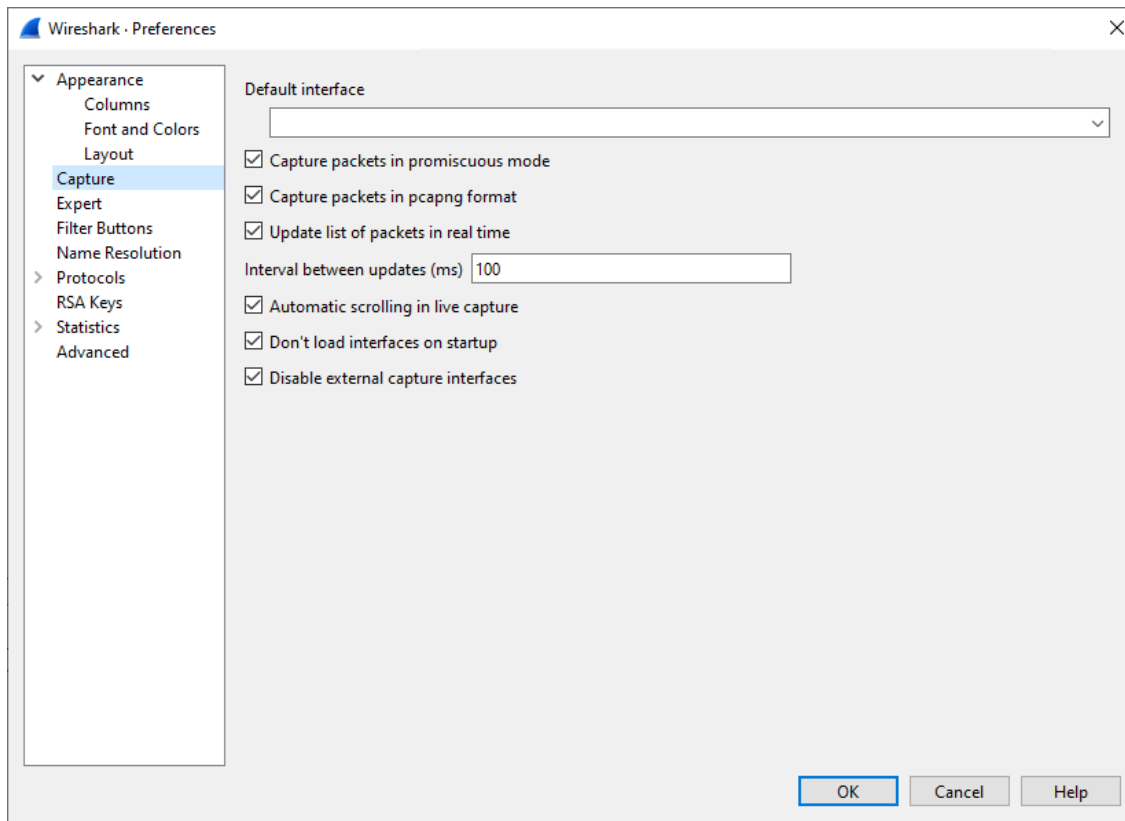 Wireshark · Preferences
Appearance
Columns
Font and Colors
Layout
Capture
Expert
Filter Buttons
Name Resolution
Protocols
RSA Keys
Statistics
Advanced
Default interface
Capture packets in promiscuous mode
Capture packets in pcapng format
Update list of packets in real time
Interval between updates (ms) 100
Automatic scrolling in live capture
Don't load interfaces on startup
Disable external capture interfaces
OK Cancel Help